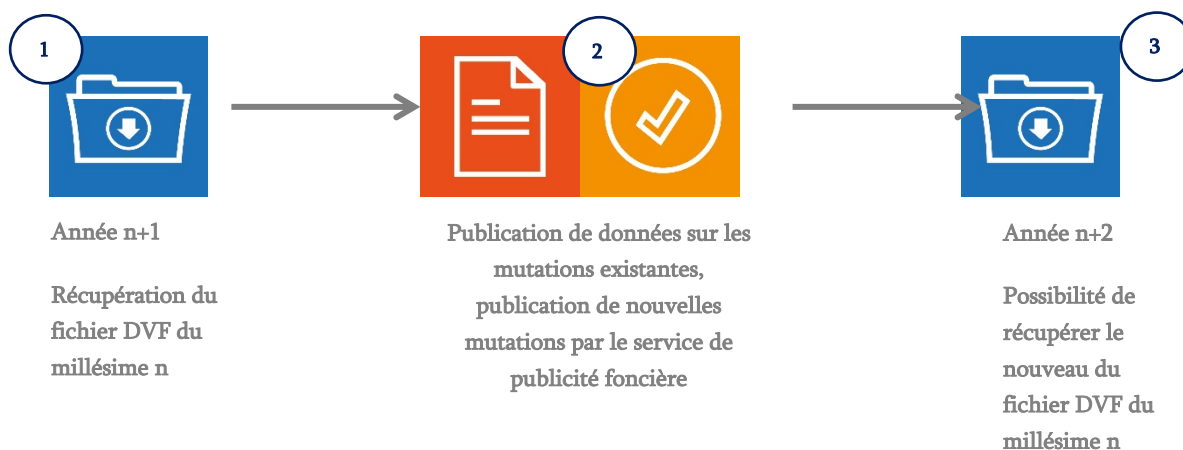 1
2
3
Année n+1
Récupération du
fichier DVF du
millésime n
Publication de données sur les
mutations existantes,
publication de nouvelles
mutations par le service de
publicité foncière
Année n+2
Possibilité de
récupérer le
nouveau du
fichier DVF du
millésime n